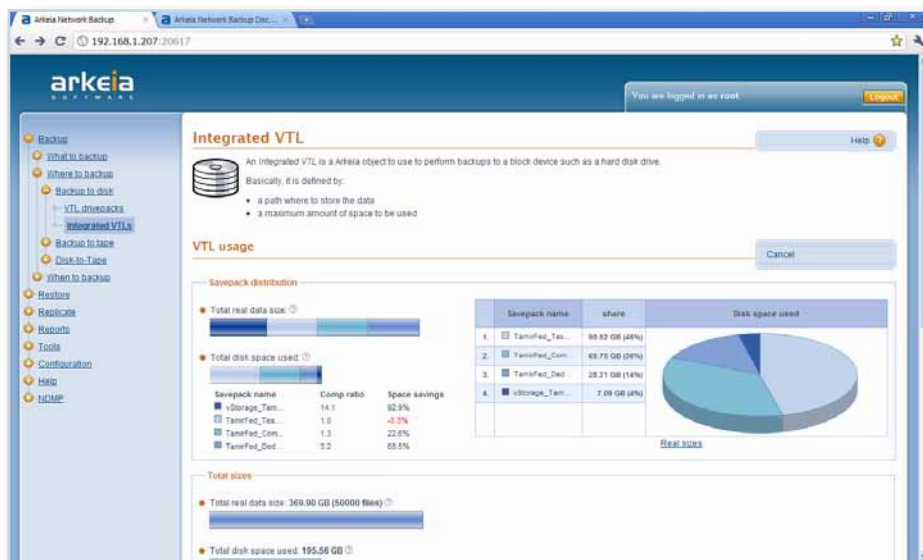 Arkeia Network Backup
Arkeia Network Backup Doc...
192.168.1.207:20617
arkeia
SOFTWARE
You are logged in as root
Logout
Backup
What to backup
Where to backup
Backup to disk
VTL drivepacks
Integrated VTLs
Backup to tape
Disk-to-Tape
When to backup
Restore
Replicate
Reports
Tools
Configuration
Help
NDMP
Integrated VTL
Help
An Integrated VTL is a Arkeia object to use to perform backups to a block device such as a hard disk drive.
Basically, it is defined by:
a path where to store the data
a maximum amount of space to be used
VTL usage
Cancel
Savepack distribution
Total real data size:
Total disk space used:
Savepack name Comp ratio Space savings
vStorage_Tam... 14.1 92.9%
TamirFed_Tes... 1.0 -0.3%
TamirFed_Com... 1.3 22.6%
TamirFed_Ded... 3.2 68.5%
Savepack name share Disk space used
1. TamirFed_Tes... 90.52 GB (46%)
2. TamirFed_Com... 69.75 GB (36%)
3. TamirFed_Ded... 28.21 GB (14%)
4. vStorage_Tam... 7.09 GB (4%)
Real sizes
Total sizes
Total real data size: 369.90 GB (50000 files)
Total disk space used: 195.56 GB